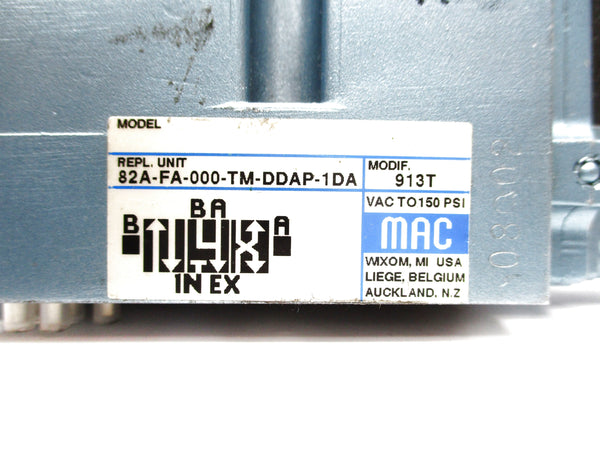 MODEL
REPL. UNIT
82A-FA-000-TM-DDAP-1DA
MODIF.
913T
VAC TO 150 PSI
MAC
WIXOM, MI USA
LIEGE, BELGIUM
AUCKLAND, N.Z
B A
B A
IN EX